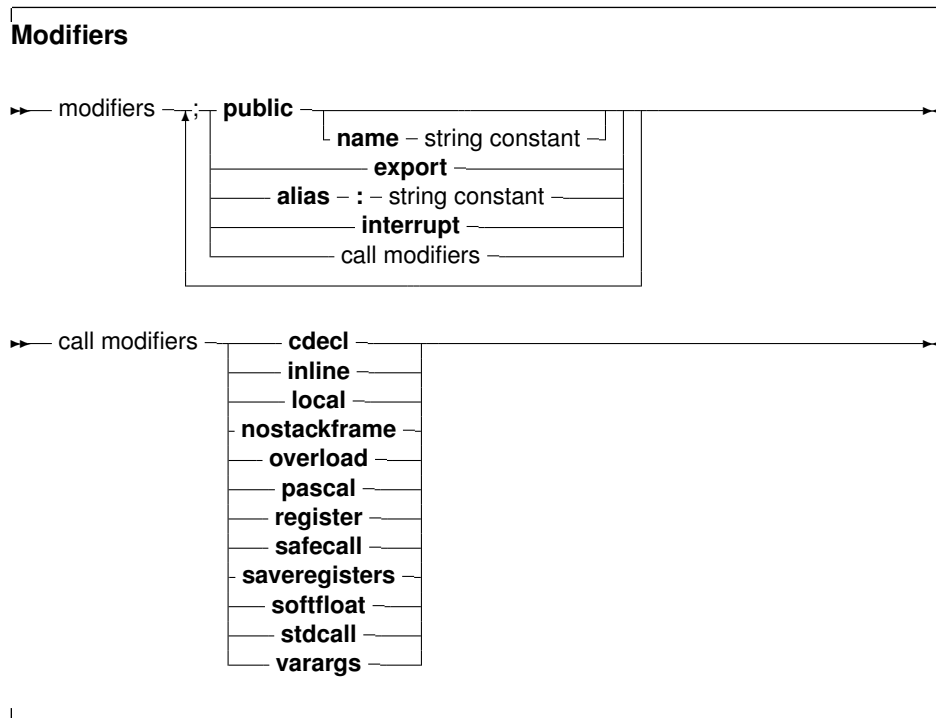 Modifiers
modifiers ; public
name string constant
export
alias : string constant
interrupt
call modifiers
call modifiers cdecl
inline
local
nostackframe
overload
pascal
register
safecall
saveregisters
softfloat
stdcall
varargs